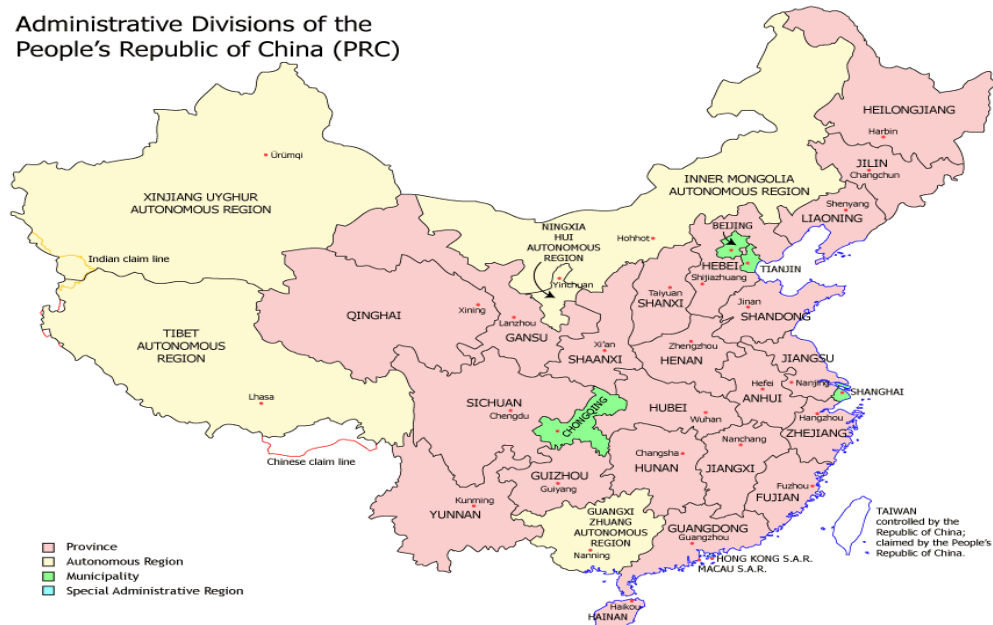 Administrative Divisions of the
People's Republic of China (PRC)
HEILONGJIANG
Harbin
JILIN
Changchun
Ürümqi
INNER MONGOLIA
AUTONOMOUS REGION
XINJIANG UYGHUR
AUTONOMOUS REGION
Shenyang
LIAONING
NINGXIA
HUI
AUTONOMOUS
REGION
BEIJING
Hohhot
Indian claim line
HEBEI
TIANJIN
Shijiazhuang
Yinchuan
Taiyuan
SHANXI
Jinan
SHANDONG
QINGHAI
Xining
Lanzhou
GANSU
TIBET
AUTONOMOUS
REGION
Xi'an
SHAANXI
Zhengzhou
HENAN
JIANGSU
Hefei
ANHUI
Nanjing
SHANGHAI
Lhasa
SICHUAN
Chengdu
CHONGQING
HUBEI
Wuhan
Hangzhou
ZHEJIANG
Nanchang
JIANGXI
Changsha
HUNAN
Chinese claim line
GUIZHOU
Guiyang
Fuzhou
FUJIAN
Kunming
YUNNAN
GUANGXI
ZHUANG
AUTONOMOUS
REGION
Nanning
GUANGDONG
Guangzhou
TAIWAN
controlled by the
Republic of China;
claimed by the People's
Republic of China.
HONG KONG S.A.R.
MACAU S.A.R.
Haikou
HAINAN
Province
Autonomous Region
Municipality
Special Administrative Region